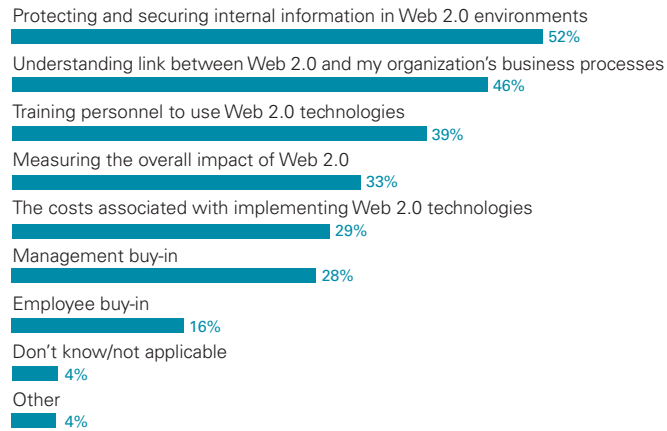 Protecting and securing internal information in Web 2.0 environments
52%
Understanding link between Web 2.0 and my organization’s business processes
46%
Training personnel to use Web 2.0 technologies
39%
Measuring the overall impact of Web 2.0
33%
The costs associated with implementing Web 2.0 technologies
29%
Management buy-in
28%
Employee buy-in
16%
Don’t know/not applicable
4%
Other
4%